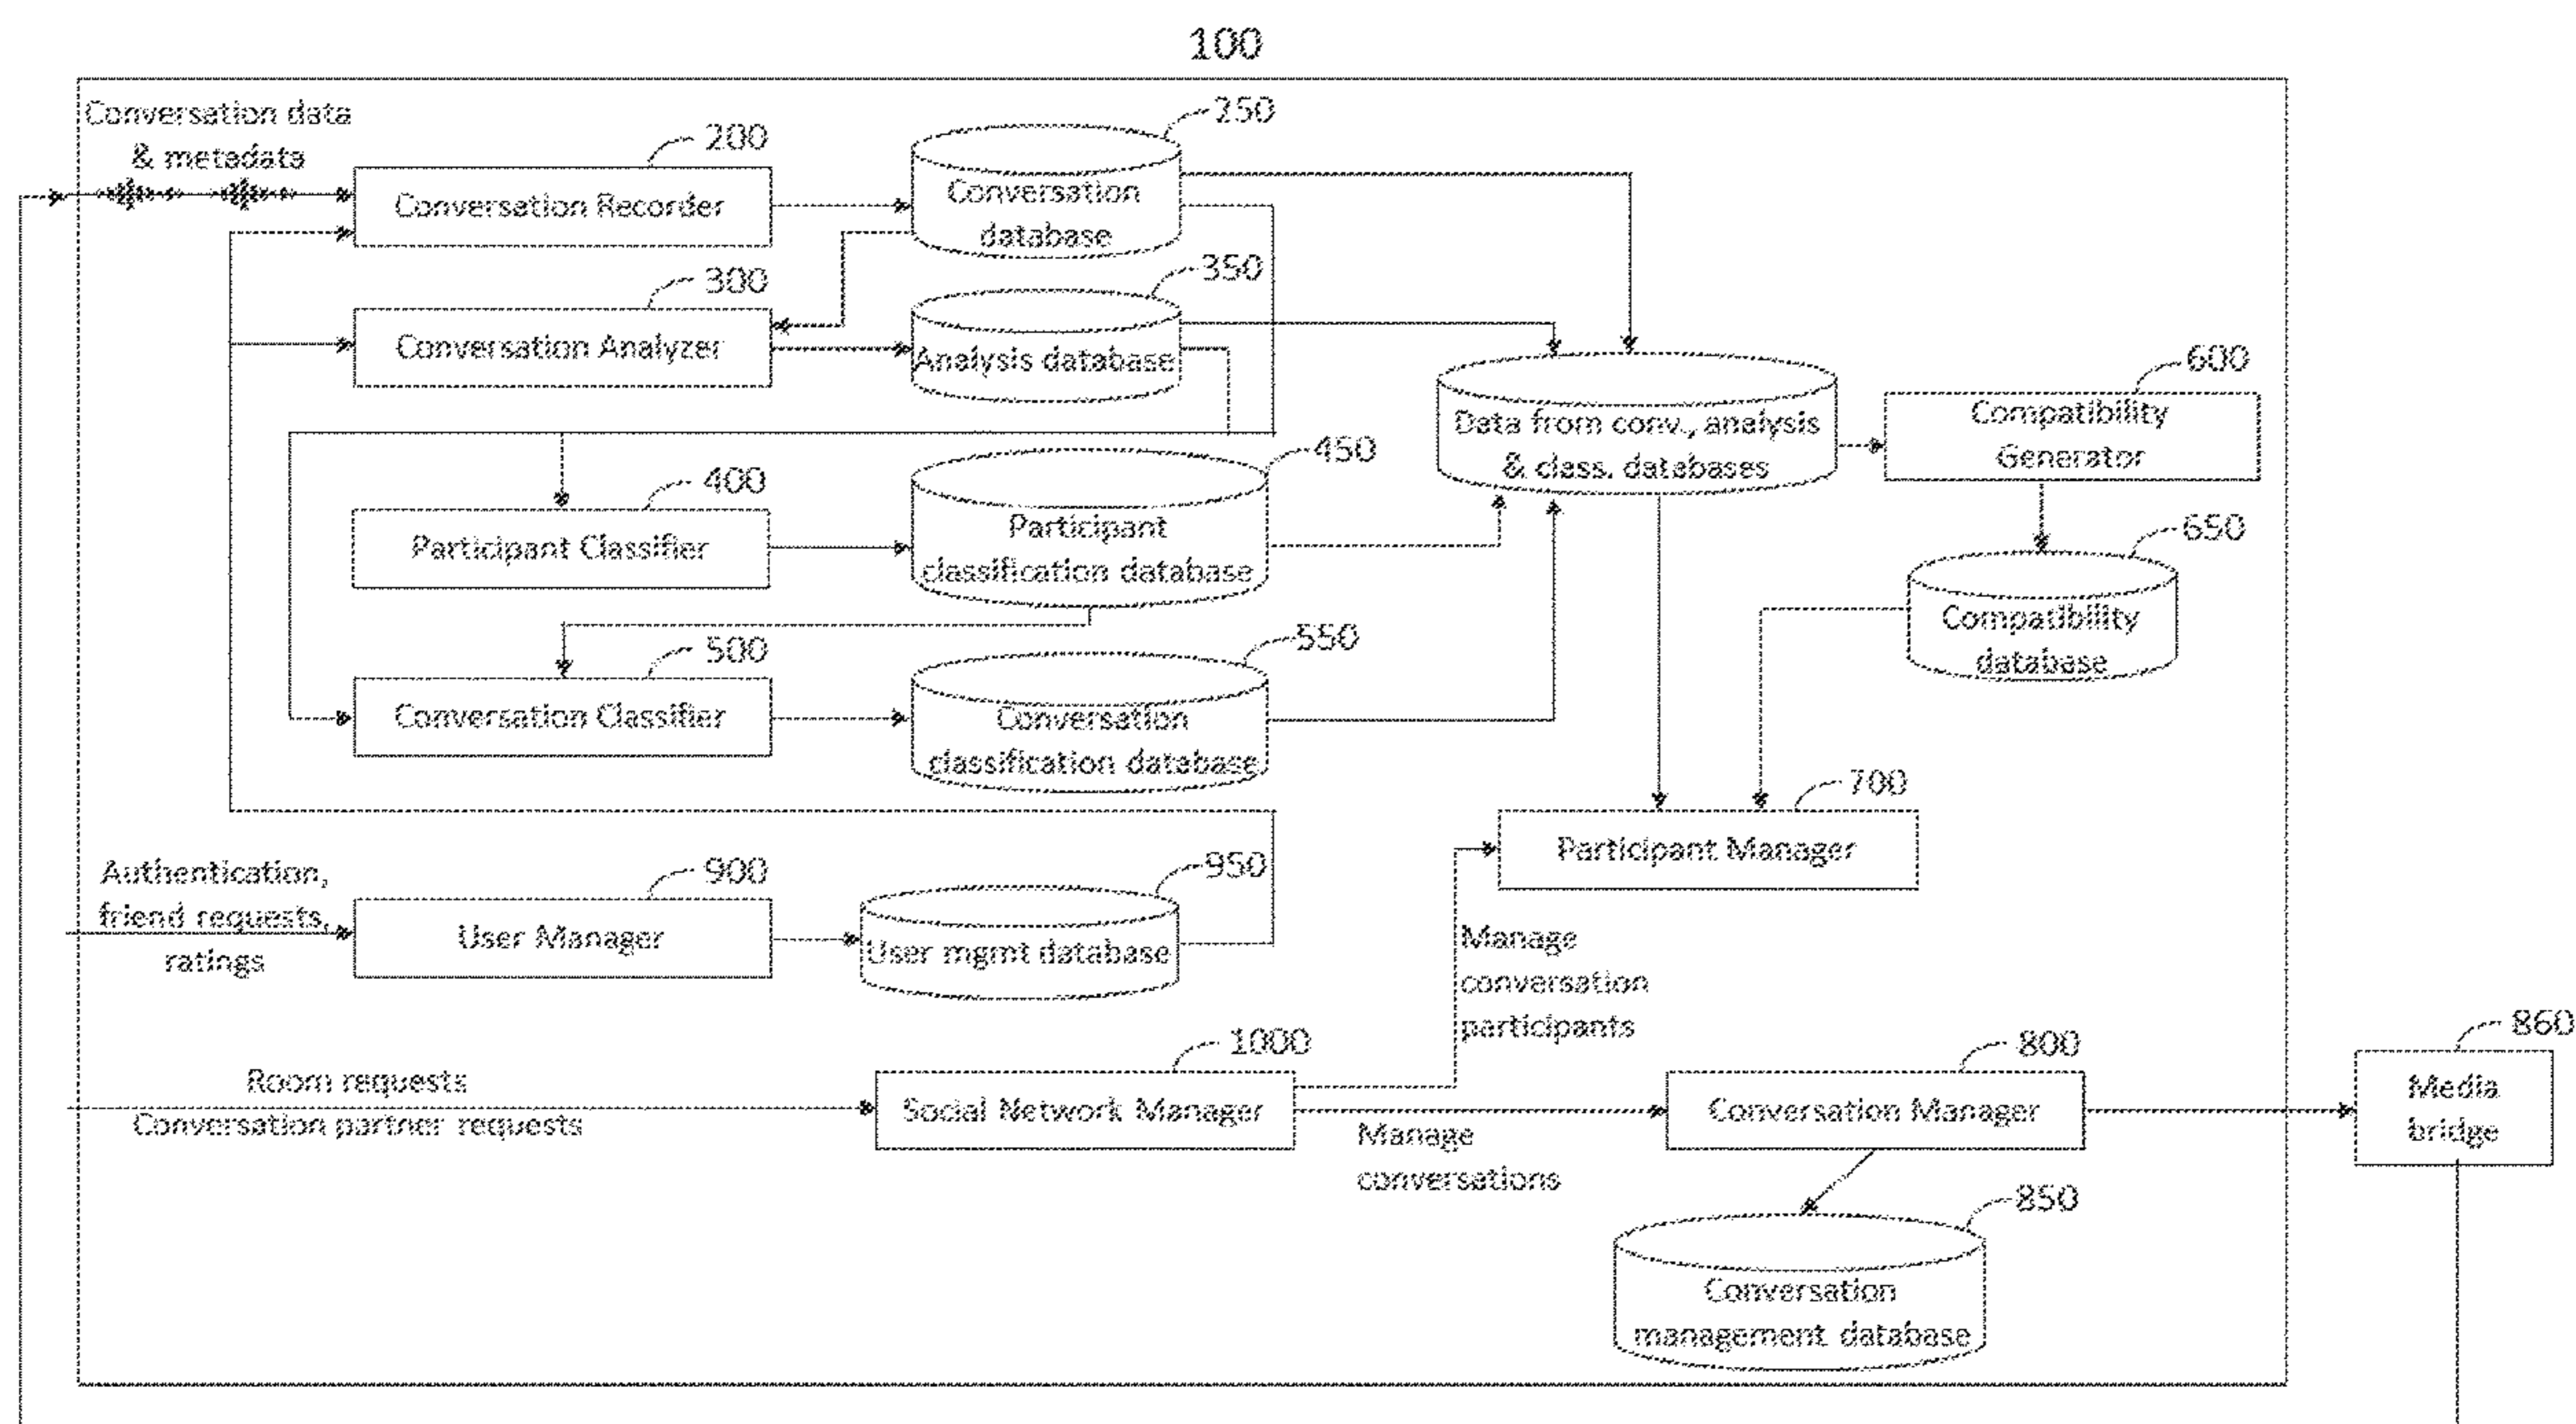 100
Conversation data
& metadata
200
Conversation Recorder
250
Conversation
database
300
Conversation Analyzer
350
Analysis database
Data from conv., analysis
& class. databases
600
Compatibility
Generator
400
Participant Classifier
450
Participant
classification database
650
Compatibility
database
500
Conversation Classifier
550
Conversation
classification database
700
Participant Manager
Authentication,
friend requests,
ratings
900
User Manager
950
User mgmt database
Manage
conversation
participants
Room requests
Conversation partner requests
1000
Social Network Manager
Manage
conversations
800
Conversation Manager
860
Media
bridge
850
Conversation
management database